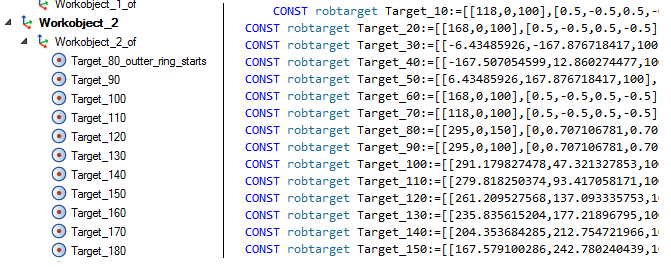 Workobject_1_of
Workobject_2
Workobject_2_of
Target_80_outter_ring_starts
Target_90
Target_100
Target_110
Target_120
Target_130
Target_140
Target_150
Target_160
Target_170
Target_180
CONST robtarget Target_10:=[[118,0,100],[0.5,-0.5,0.5,
CONST robtarget Target_20:=[[168,0,100],[0.5,-0.5,0.5,-0.5]
CONST robtarget Target_30:=[[-6.43485926,-167.876718417,100
CONST robtarget Target_40:=[[-167.507054599,12.860274477,10
CONST robtarget Target_50:=[[6.43485926,167.876718417,100],
CONST robtarget Target_60:=[[168,0,100],[0.5,-0.5,0.5,-0.5]
CONST robtarget Target_70:=[[118,0,100],[0.5,-0.5,0.5,-0.5]
CONST robtarget Target_80:=[[295,0,150],[0,0.707106781,0.70
CONST robtarget Target_90:=[[295,0,100],[0,0.707106781,0.70
CONST robtarget Target_100:=[[291.179827478,47.321327853,10
CONST robtarget Target_110:=[[279.818250374,93.417058171,10
CONST robtarget Target_120:=[[261.209527568,137.093335753,1
CONST robtarget Target_130:=[[235.835615204,177.21896795,10
CONST robtarget Target_140:=[[204.353684285,212.754721966,1
CONST robtarget Target_150:=[[167.579100286,242.780240439,1